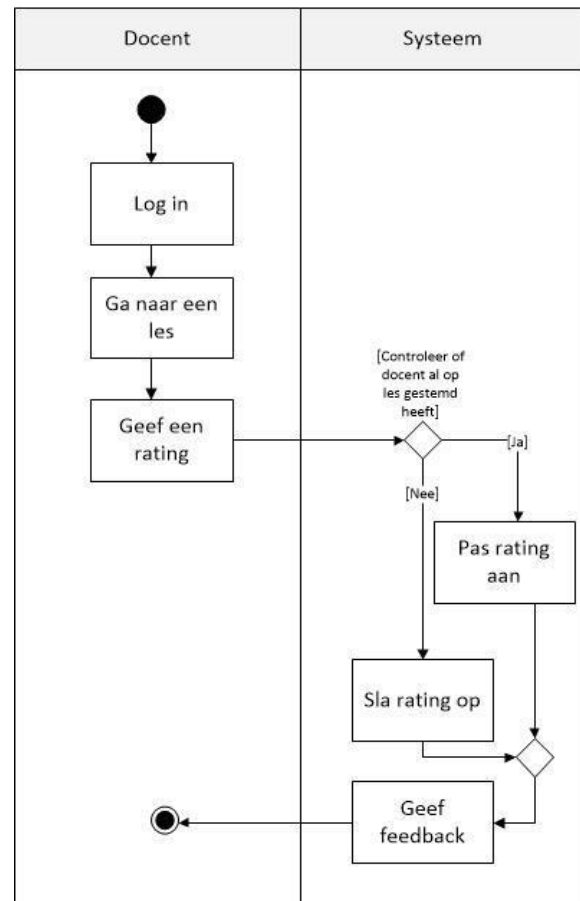 Docent
Systeem
Log in
Ga naar een
les
Geef een
rating
[Controleer of
docent al op
les gestemd
heeft]
[Ja]
[Nee]
Pas rating
aan
Sla rating op
Geef
feedback